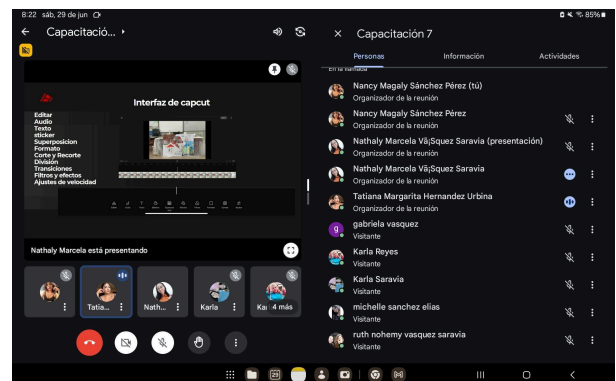 8:22 sáb, 29 de jun
85%
Capacitació...
Editar
Audio
Texto
sticker
Superposicion
Formato
Corte y Recorte
División
Transiciones
Filtros y efectos
Ajustes de velocidad
Interfaz de capcut
Nathaly Marcela está presentando
Tatia...
Nath...
Karla
Kar
4 más
Capacitación 7
Personas
Información
Actividades
En la llamada
Nancy Magaly Sánchez Pérez (tú)
Organizador de la reunión
Nancy Magaly Sánchez Pérez
Organizador de la reunión
Nathaly Marcela Vã¡Squez Saravia (presentación)
Organizador de la reunión
Nathaly Marcela Vã¡Squez Saravia
Organizador de la reunión
Tatiana Margarita Hernandez Urbina
Organizador de la reunión
g
gabriela vasquez
Visitante
Karla Reyes
Visitante
Karla Saravia
Visitante
michelle sanchez elias
Visitante
ruth nohemy vasquez saravia
Visitante
29